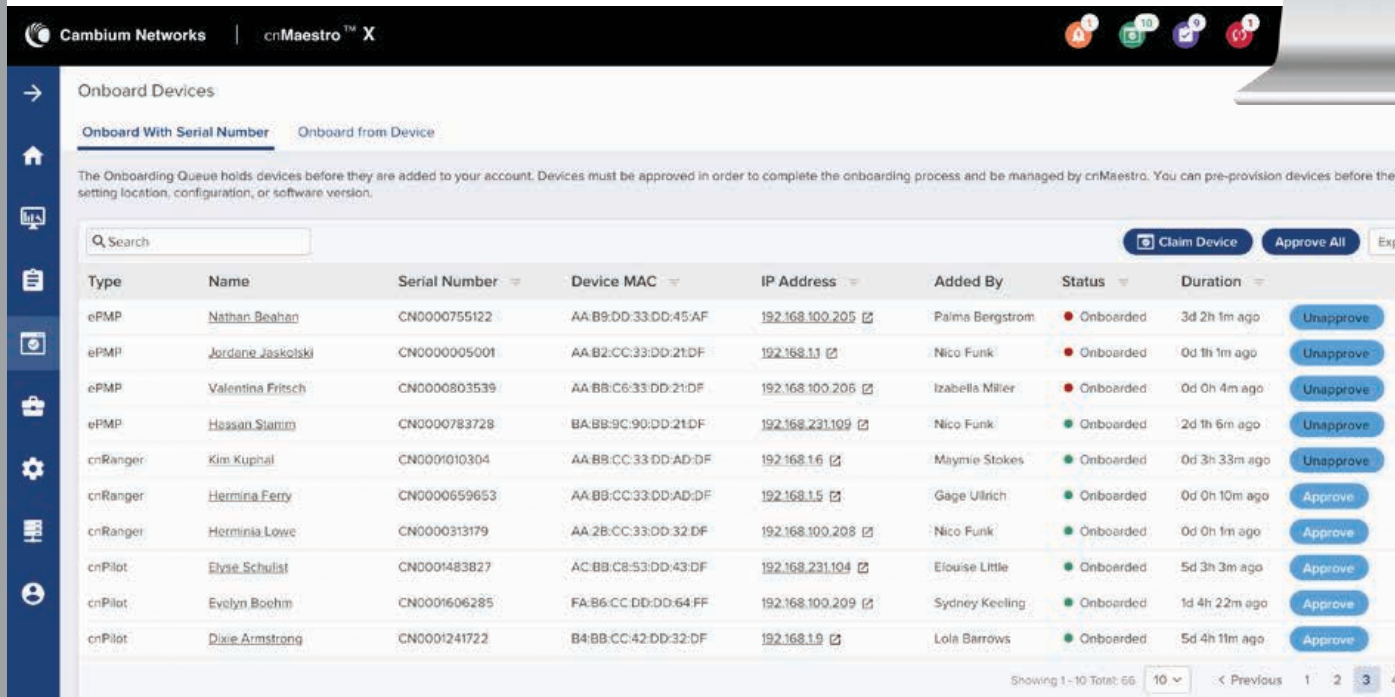 1 10 9 1
Cambium Networks | cnMaestro™ X
Onboard Devices
Onboard With Serial Number Onboard from Device
The Onboarding Queue holds devices before they are added to your account. Devices must be approved in order to complete the onboarding process and be managed by cnMaestro. You can pre-provision devices before the
setting location, configuration, or software version.
Search Claim Device Approve All Exp
Type Name Serial Number Device MAC IP Address Added By Status Duration
ePMP Nathan Beahan CN0000755122 AA:B9:DD:33:DD:45:AF 192.168.100.205 Palma Bergstrom Onboarded 3d 2h 1m ago Unapprove
ePMP Jordane Jaskolski CN0000005001 AA:B2:CC:33:DD:21:DF 192.168.1.1 Nico Funk Onboarded 0d 1h 1m ago Unapprove
ePMP Valentina Fritsch CN0000803539 AA:BB:C6:33:DD:21:DF 192.168.100.206 Izabella Miller Onboarded 0d 0h 4m ago Unapprove
ePMP Hassan Stamm CN0000783728 BA:BB:9C:90:DD:21:DF 192.168.231.109 Nico Funk Onboarded 2d 1h 6m ago Unapprove
cnRanger Kim Kuphal CN0001010304 AA:BB:CC:33:DD:AD:DF 192.168.1.6 Maymie Stokes Onboarded 0d 3h 33m ago Unapprove
cnRanger Hermina Ferry CN0000659653 AA:BB:CC:33:DD:AD:DF 192.168.1.5 Gage Ullrich Onboarded 0d 0h 10m ago Approve
cnRanger Herminia Lowe CN0000313179 AA:2B:CC:33:DD:32:DF 192.168.100.208 Nico Funk Onboarded 0d 0h 1m ago Approve
cnPilot Elyse Schulist CN0001483827 AC:BB:C8:53:DD:43:DF 192.168.231.104 Elouise Little Onboarded 5d 3h 3m ago Approve
cnPilot Evelyn Boehm CN0001606285 FA:B6:CC:DD:DD:64:FF 192.168.100.209 Sydney Keeling Onboarded 1d 4h 22m ago Approve
cnPilot Dixie Armstrong CN0001241722 B4:BB:CC:42:DD:32:DF 192.168.1.9 Lola Barrows Onboarded 5d 4h 11m ago Approve
Showing 1 - 10 Total: 66 10 < Previous 1 2 3